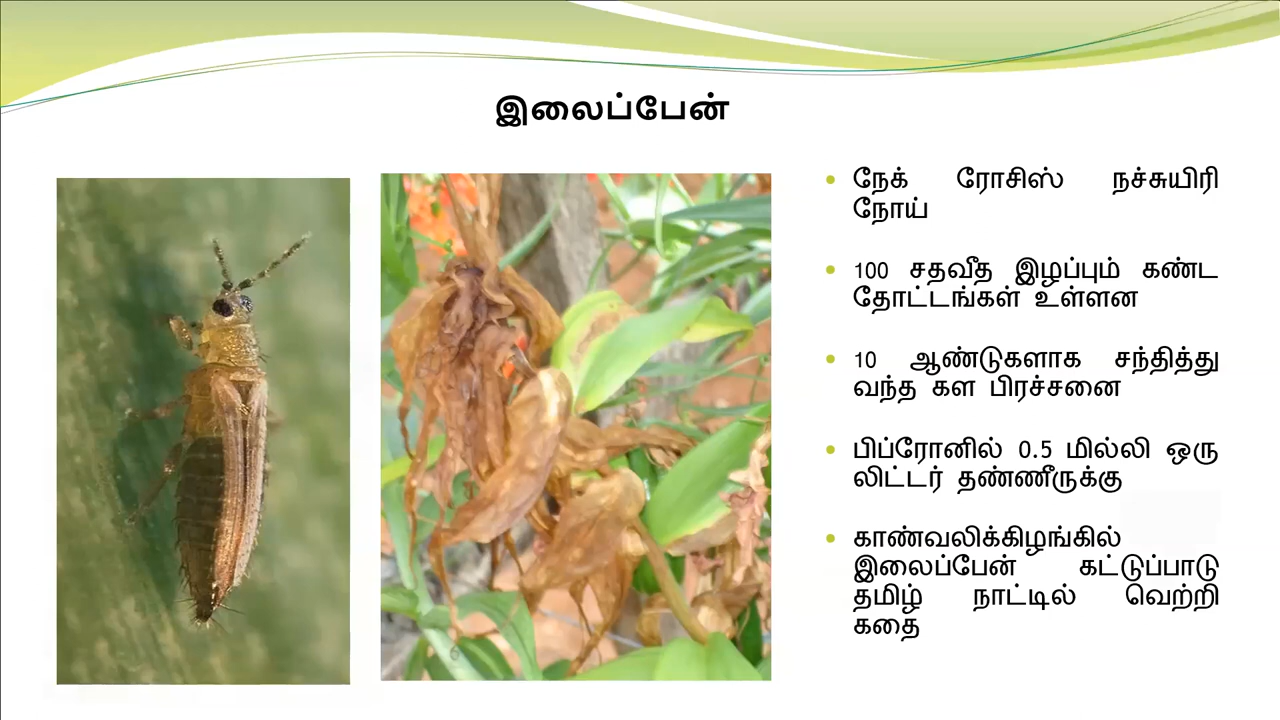 இலைப்பேன்
நேக் ரோசிஸ் நச்சுயிரி
நோய்
100 சதவீத இழப்பும் கண்ட
தோட்டங்கள் உள்ளன
10 ஆண்டுகளாக சந்தித்து
வந்த கள பிரச்சனை
பிப்ரோனில் 0.5 மில்லி ஒரு
லிட்டர் தண்ணீருக்கு
காண்வலிக்கிழங்கில்
இலைப்பேன் கட்டுப்பாடு
தமிழ் நாட்டில் வெற்றி
கதை